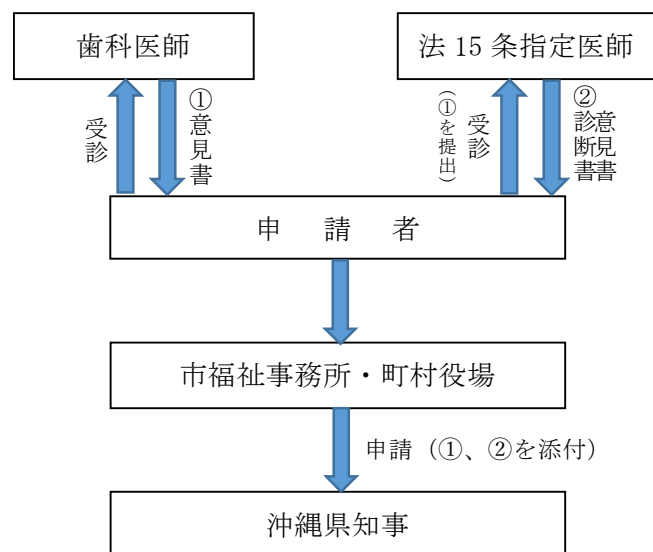 歯科医師
法 15 条指定医師
受診
①意見書
受診
(①を提出)
②
意見書
診断書
申 請 者
市福祉事務所・町村役場
申請（①、②を添付）
沖縄県知事